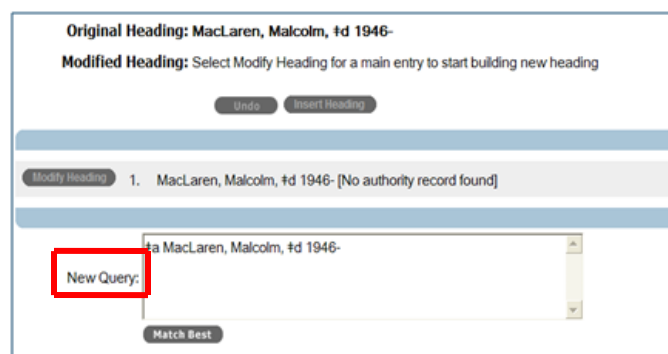 Original Heading: MacLaren, Malcolm, ‡d 1946-
Modified Heading: Select Modify Heading for a main entry to start building new heading
Undo Insert Heading
Modify Heading 1. MacLaren, Malcolm, ‡d 1946- [No authority record found]
‡a MacLaren, Malcolm, ‡d 1946-
New Query:
Match Best